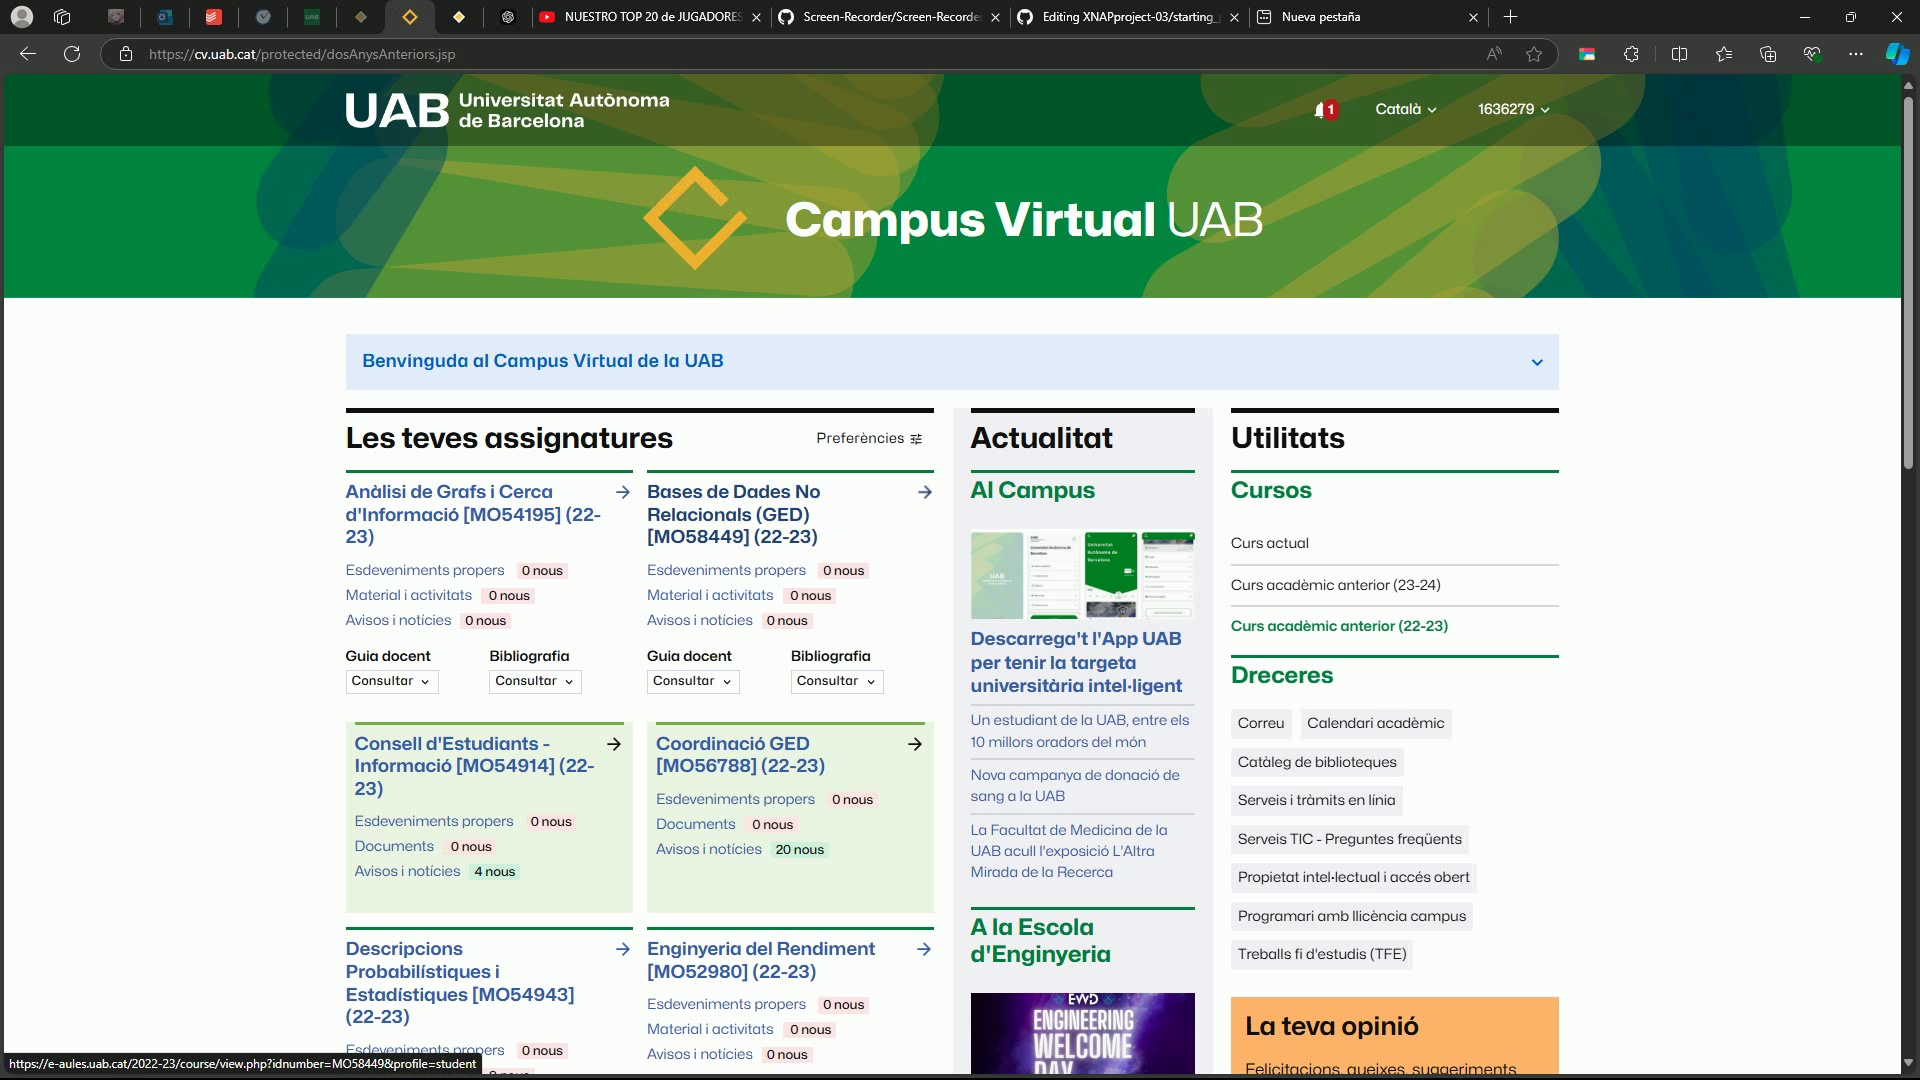 NUESTRO TOP 20 de JUGADORES
Screen-Recorder/Screen-Recorde
Editing XNAPproject-03/starting_
Nueva pestaña
https://cv.uab.cat/protected/dosAnysAnteriors.jsp
UAB Universitat Autònoma
de Barcelona
1
Català
1636279
Campus Virtual UAB
Benvinguda al Campus Virtual de la UAB
Les teves assignatures
Preferències
Anàlisi de Grafs i Cerca
d'Informació [MO54195] (22-
23)
Esdeveniments propers 0 nous
Material i activitats 0 nous
Avisos i notícies 0 nous
Guia docent Bibliografia
Consultar Consultar
Bases de Dades No
Relacionals (GED)
[MO58449] (22-23)
Esdeveniments propers 0 nous
Material i activitats 0 nous
Avisos i notícies 0 nous
Guia docent Bibliografia
Consultar Consultar
Consell d'Estudiants -
Informació [MO54914] (22-
23)
Esdeveniments propers 0 nous
Documents 0 nous
Avisos i notícies 4 nous
Coordinació GED
[MO56788] (22-23)
Esdeveniments propers 0 nous
Documents 0 nous
Avisos i notícies 20 nous
Descripcions
Probabilístiques i
Estadístiques [MO54943]
(22-23)
Esdeveniments propers 0 nous
Enginyeria del Rendiment
[MO52980] (22-23)
Esdeveniments propers 0 nous
Material i activitats 0 nous
Avisos i notícies 0 nous
Actualitat
Al Campus
Descarrega't l'App UAB
per tenir la targeta
universitària intel·ligent
Un estudiant de la UAB, entre els
10 millors oradors del món
Nova campanya de donació de
sang a la UAB
La Facultat de Medicina de la
UAB acull l'exposició L'Altra
Mirada de la Recerca
A la Escola
d'Enginyeria
EWD
ENGINEERING
WELCOME
DAY
Utilitats
Cursos
Curs actual
Curs acadèmic anterior (23-24)
Curs acadèmic anterior (22-23)
Dreceres
Correu
Calendari acadèmic
Catàleg de biblioteques
Serveis i tràmits en línia
Serveis TIC - Preguntes freqüents
Propietat intel·lectual i accés obert
Programari amb llicència campus
Treballs fi d'estudis (TFE)
La teva opinió
Felicitacions, queixes, suggeriments
https://e-aules.uab.cat/2022-23/course/view.php?idnumber=MO58449&profile=student